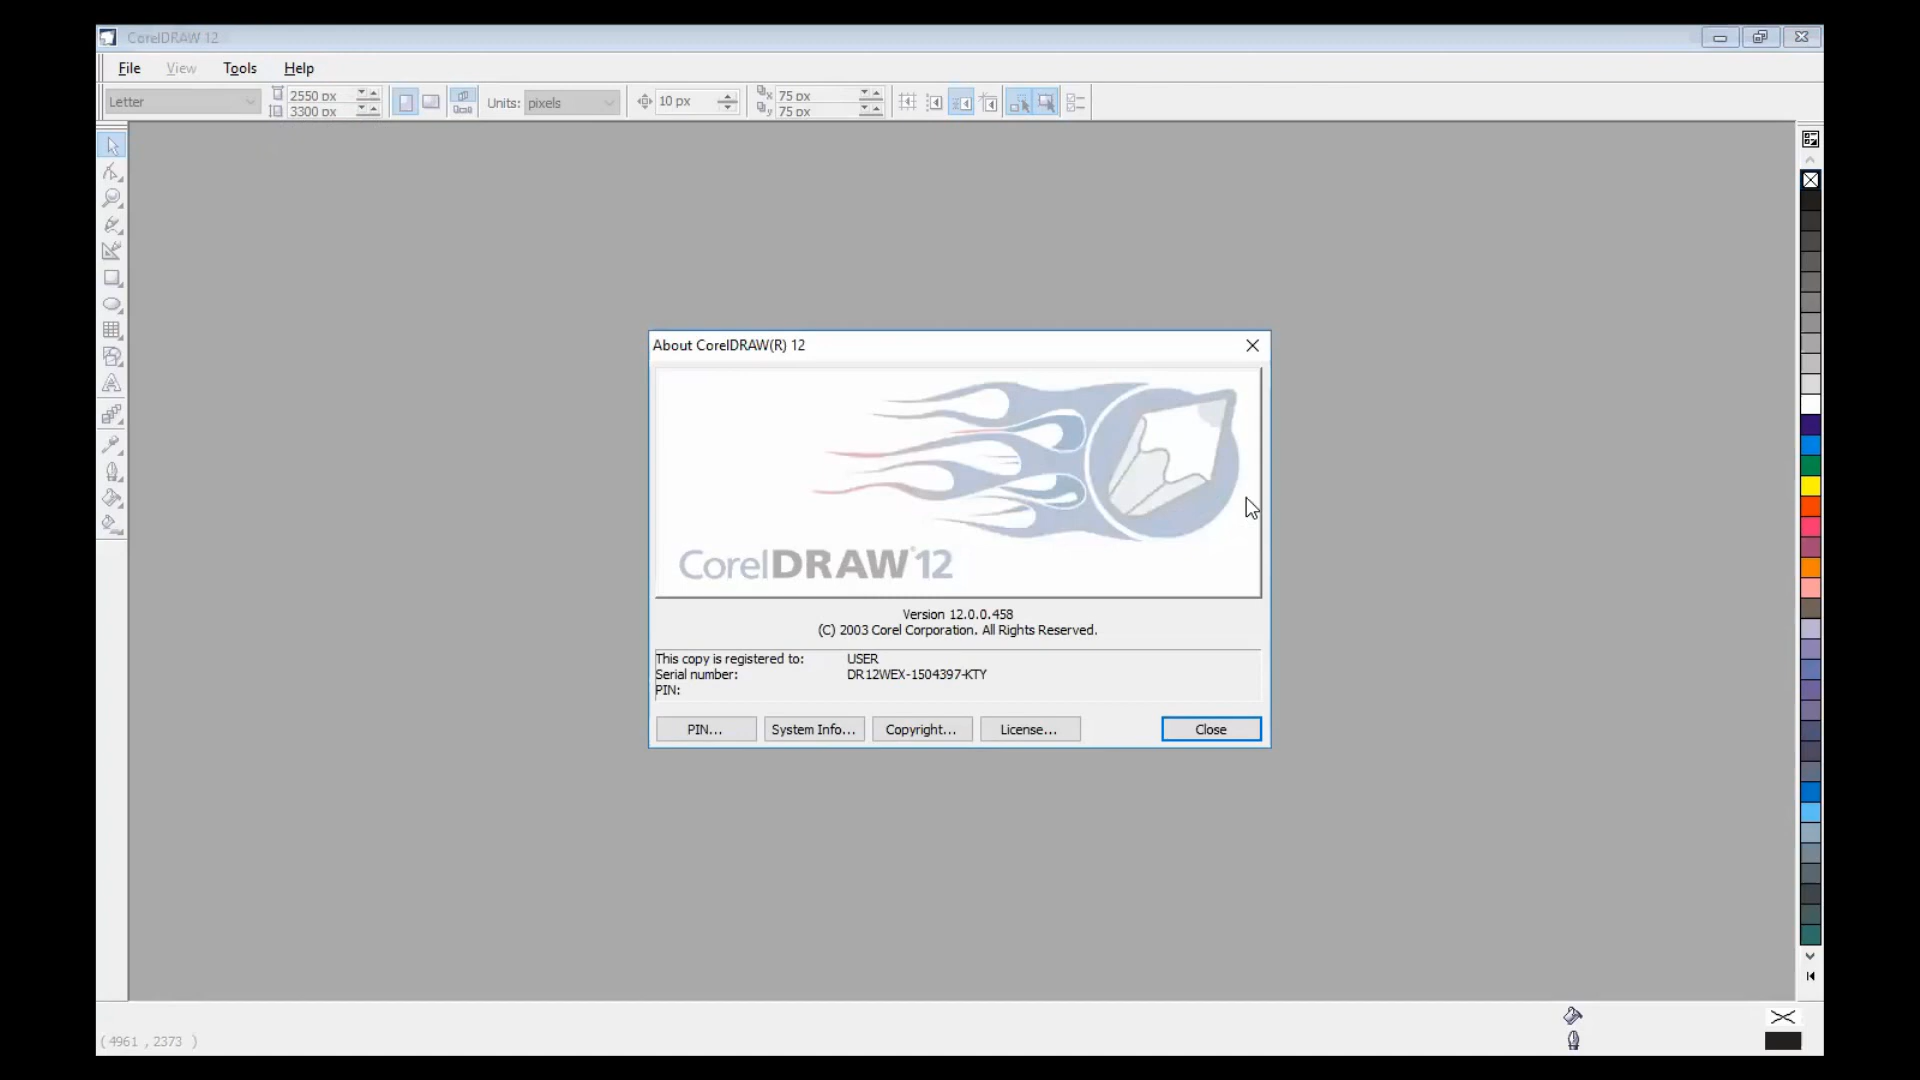 CorelDRAW 12
File View Tools Help
Letter 2550 px 3300 px Units: pixels 10 px 75 px 75 px
About CorelDRAW(R) 12
CorelDRAW®12
Version 12.0.0.458
(C) 2003 Corel Corporation. All Rights Reserved.
This copy is registered to: USER
Serial number: DR12WEX-1504397-KTY
PIN:
PIN... System Info... Copyright... License... Close
( 4961 , 2373 )